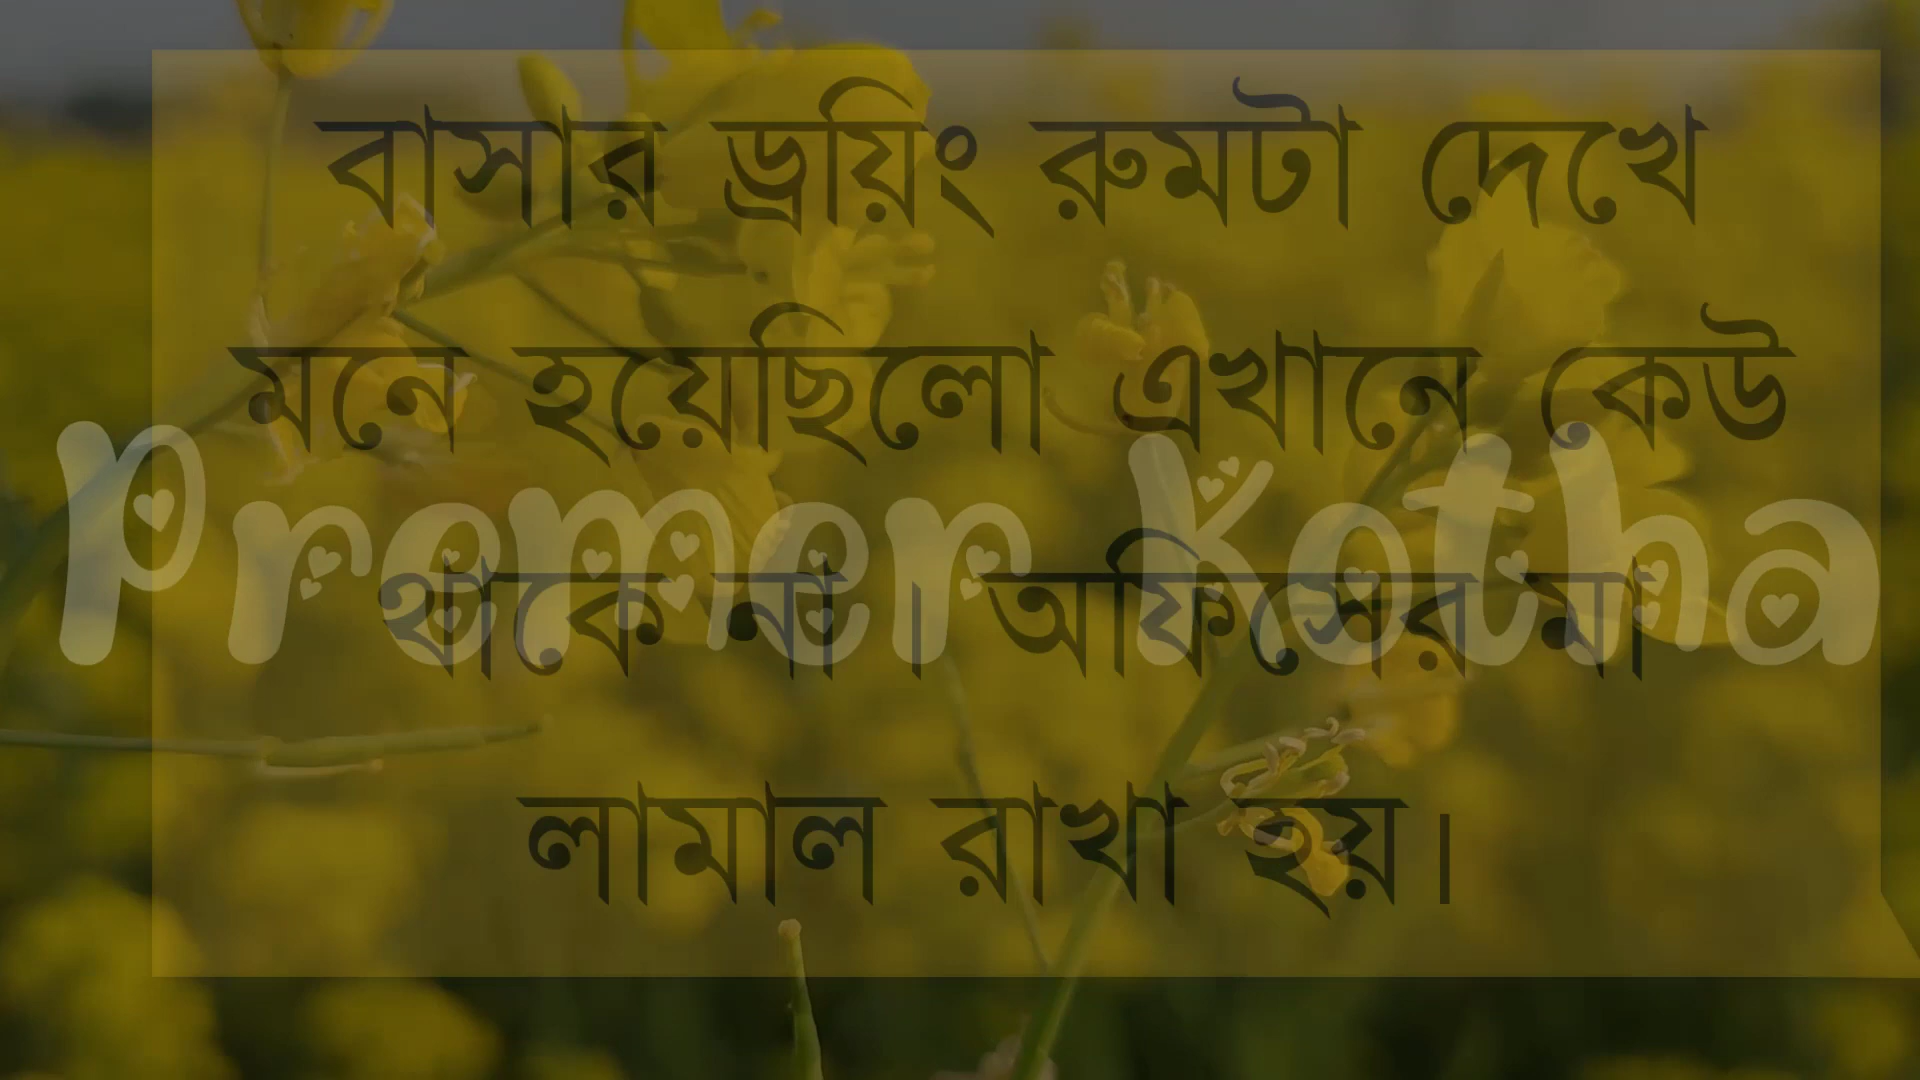 বাসার ড্রয়িং রুমটা দেখে
মনে হয়েছিলো এখানে কেউ
Premer Kotha
থাকে না। অফিসের মা
লামাল রাখা হয়।